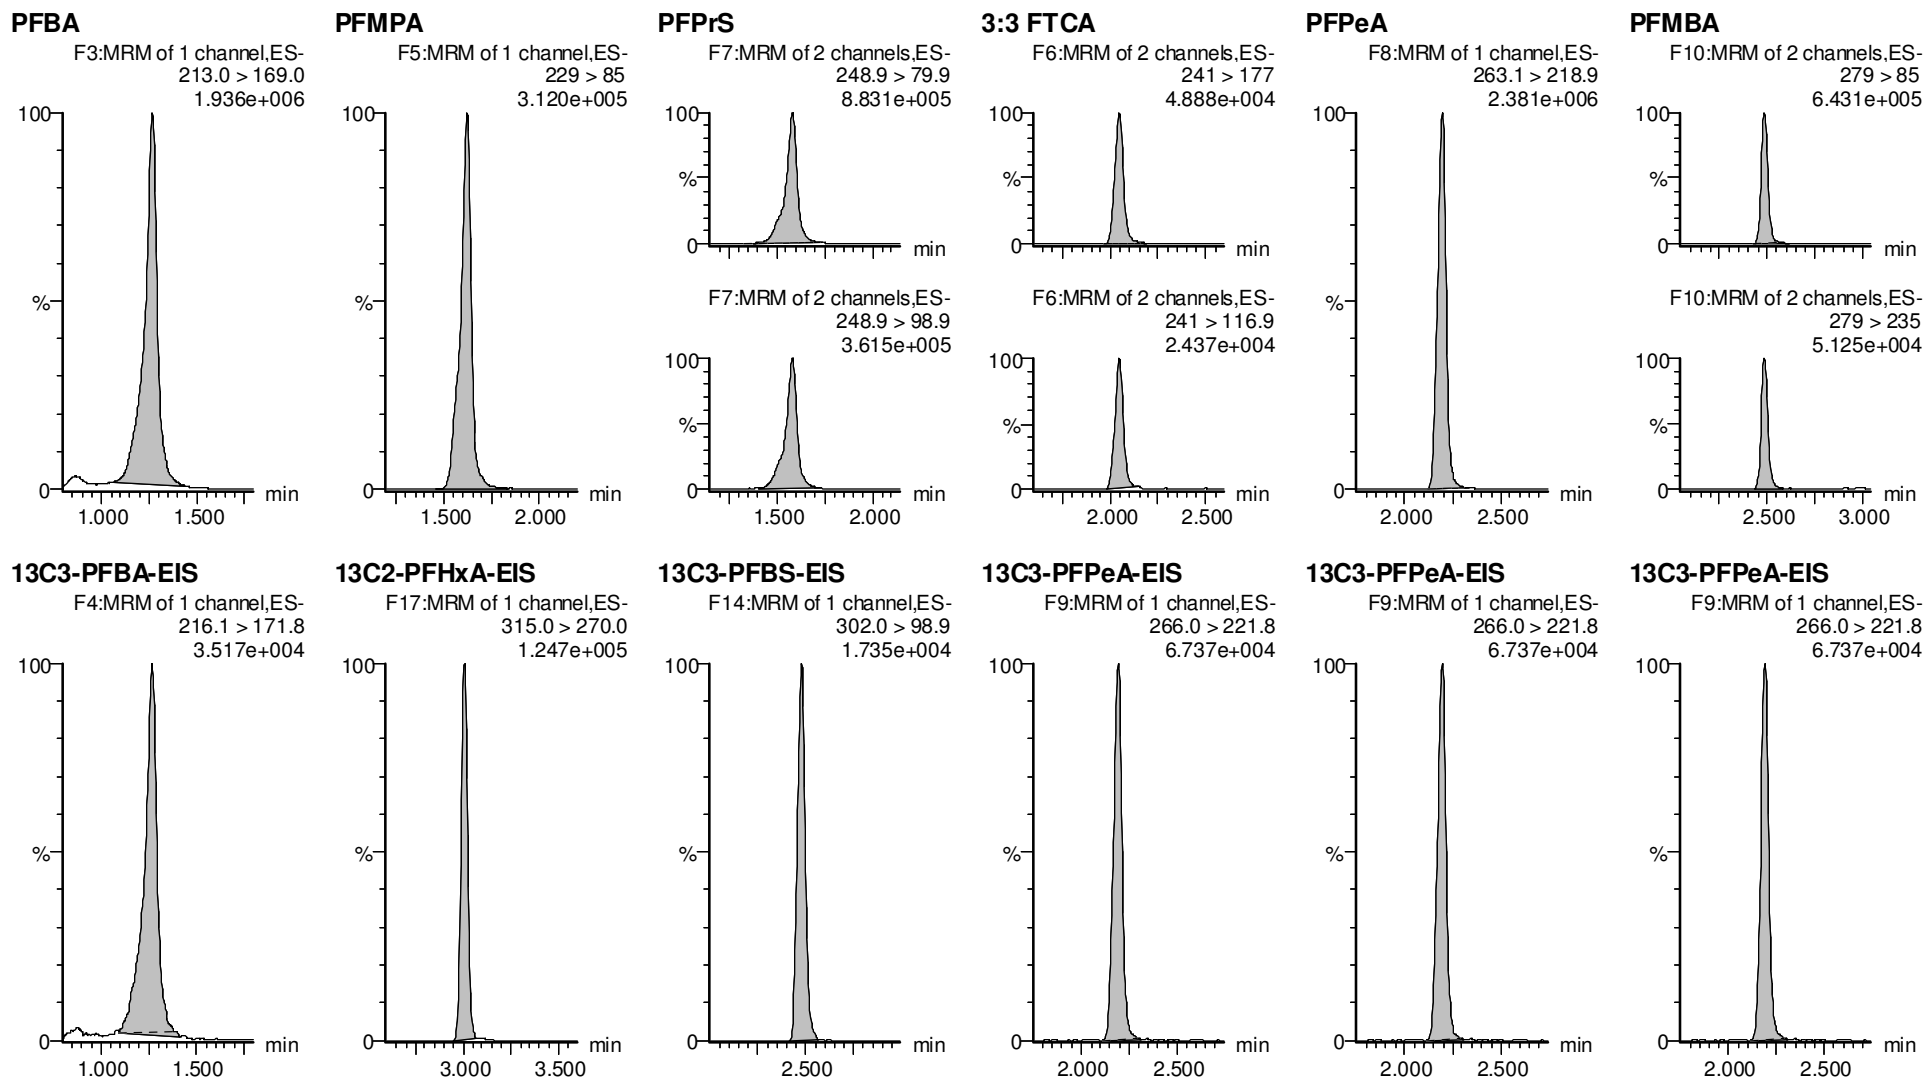 PFBA
F3:MRM of 1 channel,ES-
213.0 > 169.0
1.936e+006
100
%
0
min
1.000 1.500
PFMPA
F5:MRM of 1 channel,ES-
229 > 85
3.120e+005
100
%
0
min
1.500 2.000
PFPrS
F7:MRM of 2 channels,ES-
248.9 > 79.9
8.831e+005
100
%
0
min
F7:MRM of 2 channels,ES-
248.9 > 98.9
3.615e+005
100
%
0
min
1.500 2.000
3:3 FTCA
F6:MRM of 2 channels,ES-
241 > 177
4.888e+004
100
%
0
min
F6:MRM of 2 channels,ES-
241 > 116.9
2.437e+004
100
%
0
min
2.000 2.500
PFPeA
F8:MRM of 1 channel,ES-
263.1 > 218.9
2.381e+006
100
%
0
min
2.000 2.500
PFMBA
F10:MRM of 2 channels,ES-
279 > 85
6.431e+005
100
%
0
min
F10:MRM of 2 channels,ES-
279 > 235
5.125e+004
100
%
0
min
2.500 3.000
13C3-PFBA-EIS
F4:MRM of 1 channel,ES-
216.1 > 171.8
3.517e+004
100
%
0
min
1.000 1.500
13C2-PFHxA-EIS
F17:MRM of 1 channel,ES-
315.0 > 270.0
1.247e+005
100
%
0
min
3.000 3.500
13C3-PFBS-EIS
F14:MRM of 1 channel,ES-
302.0 > 98.9
1.735e+004
100
%
0
min
2.500
13C3-PFPeA-EIS
F9:MRM of 1 channel,ES-
266.0 > 221.8
6.737e+004
100
%
0
min
2.000 2.500
13C3-PFPeA-EIS
F9:MRM of 1 channel,ES-
266.0 > 221.8
6.737e+004
100
%
0
min
2.000 2.500
13C3-PFPeA-EIS
F9:MRM of 1 channel,ES-
266.0 > 221.8
6.737e+004
100
%
0
min
2.000 2.500